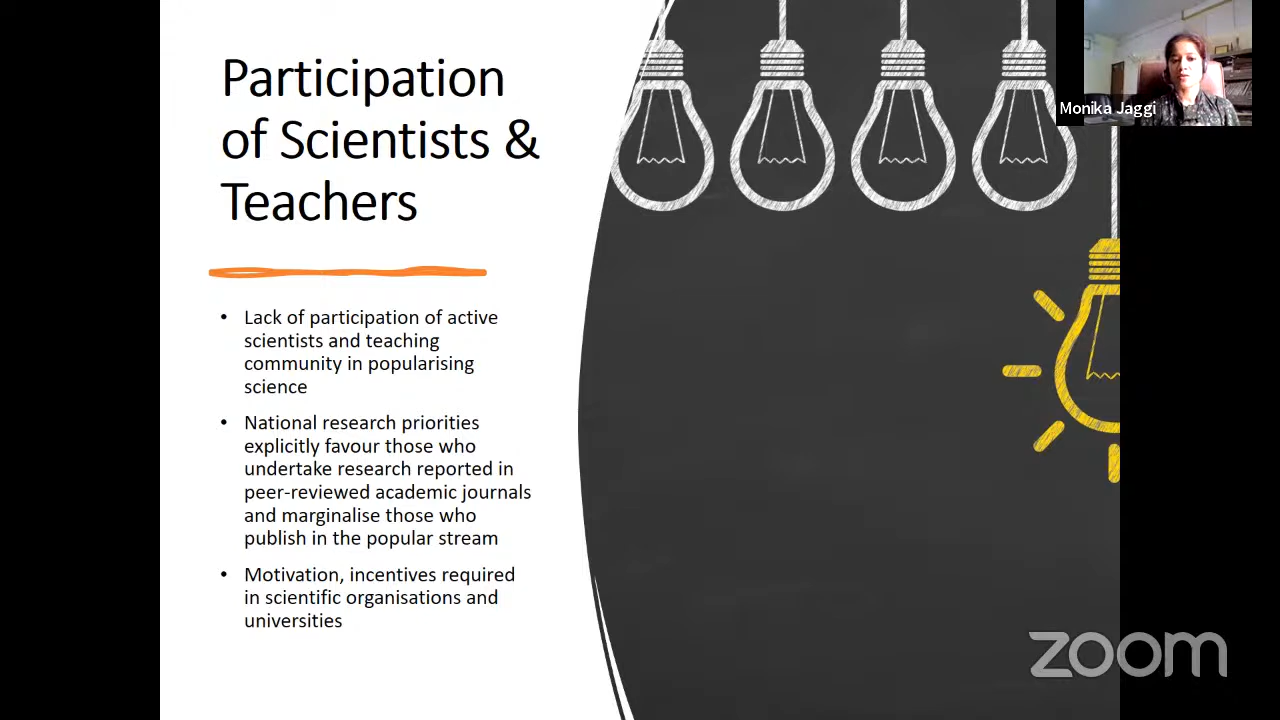 Participation
of Scientists &
Teachers
• Lack of participation of active
scientists and teaching
community in popularising
science
• National research priorities
explicitly favour those who
undertake research reported in
peer-reviewed academic journals
and marginalise those who
publish in the popular stream
• Motivation, incentives required
in scientific organisations and
universities
Monika Jaggi
zoom